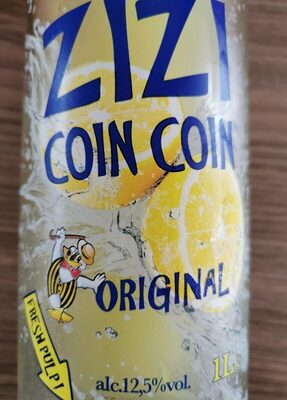 ZIZI
COIN COIN
ORIGINAL
FRESH PULP!
1L
alc.12,5%vol.